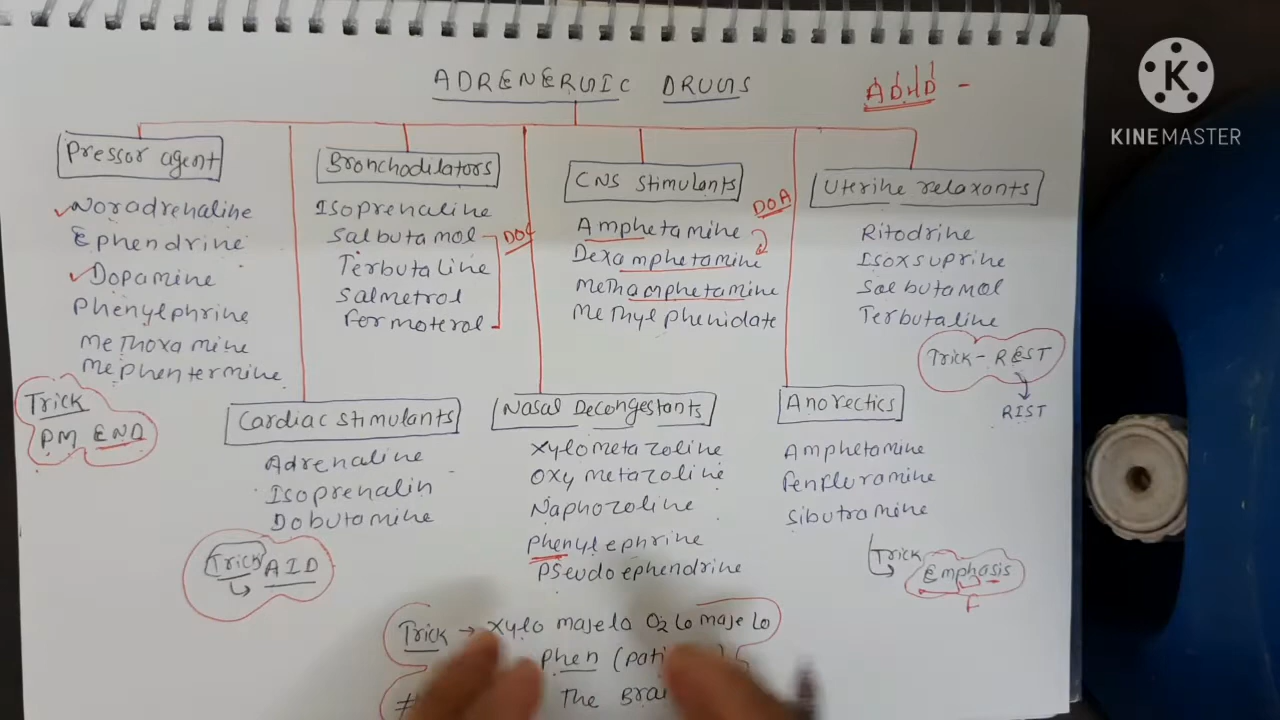 ADRENERGIC DRUGS
ADHD -
KINEMASTER
Pressor agent
Noradrenaline
Ephendrine
Dopamine
Phenylphrine
Methoxamine
Mephentermine
Trick
PM END
Bronchodilators
Isoprenaline
Salbutamol
Terbutaline
Salmetrol
Formoterol
CNS Stimulants
DOA
Amphetamine
Dexamphetamine
Methamphetamine
Methylphenidate
Uterine relaxants
Ritodrine
Isoxsuprine
Salbutamol
Terbutaline
Trick - REST
RIST
Cardiac stimulants
Adrenaline
Isoprenalin
Dobutamine
Trick
AID
Nasal Decongestants
Xylometazoline
Oxymetazoline
Naphozoline
Phenylephrine
Pseudoephendrine
Trick → Xylo majelo O2 Lo majelo
Phen
#
The
Anorectics
Amphetamine
Fenfluramine
Sibutramine
Trick
Emphasis
F